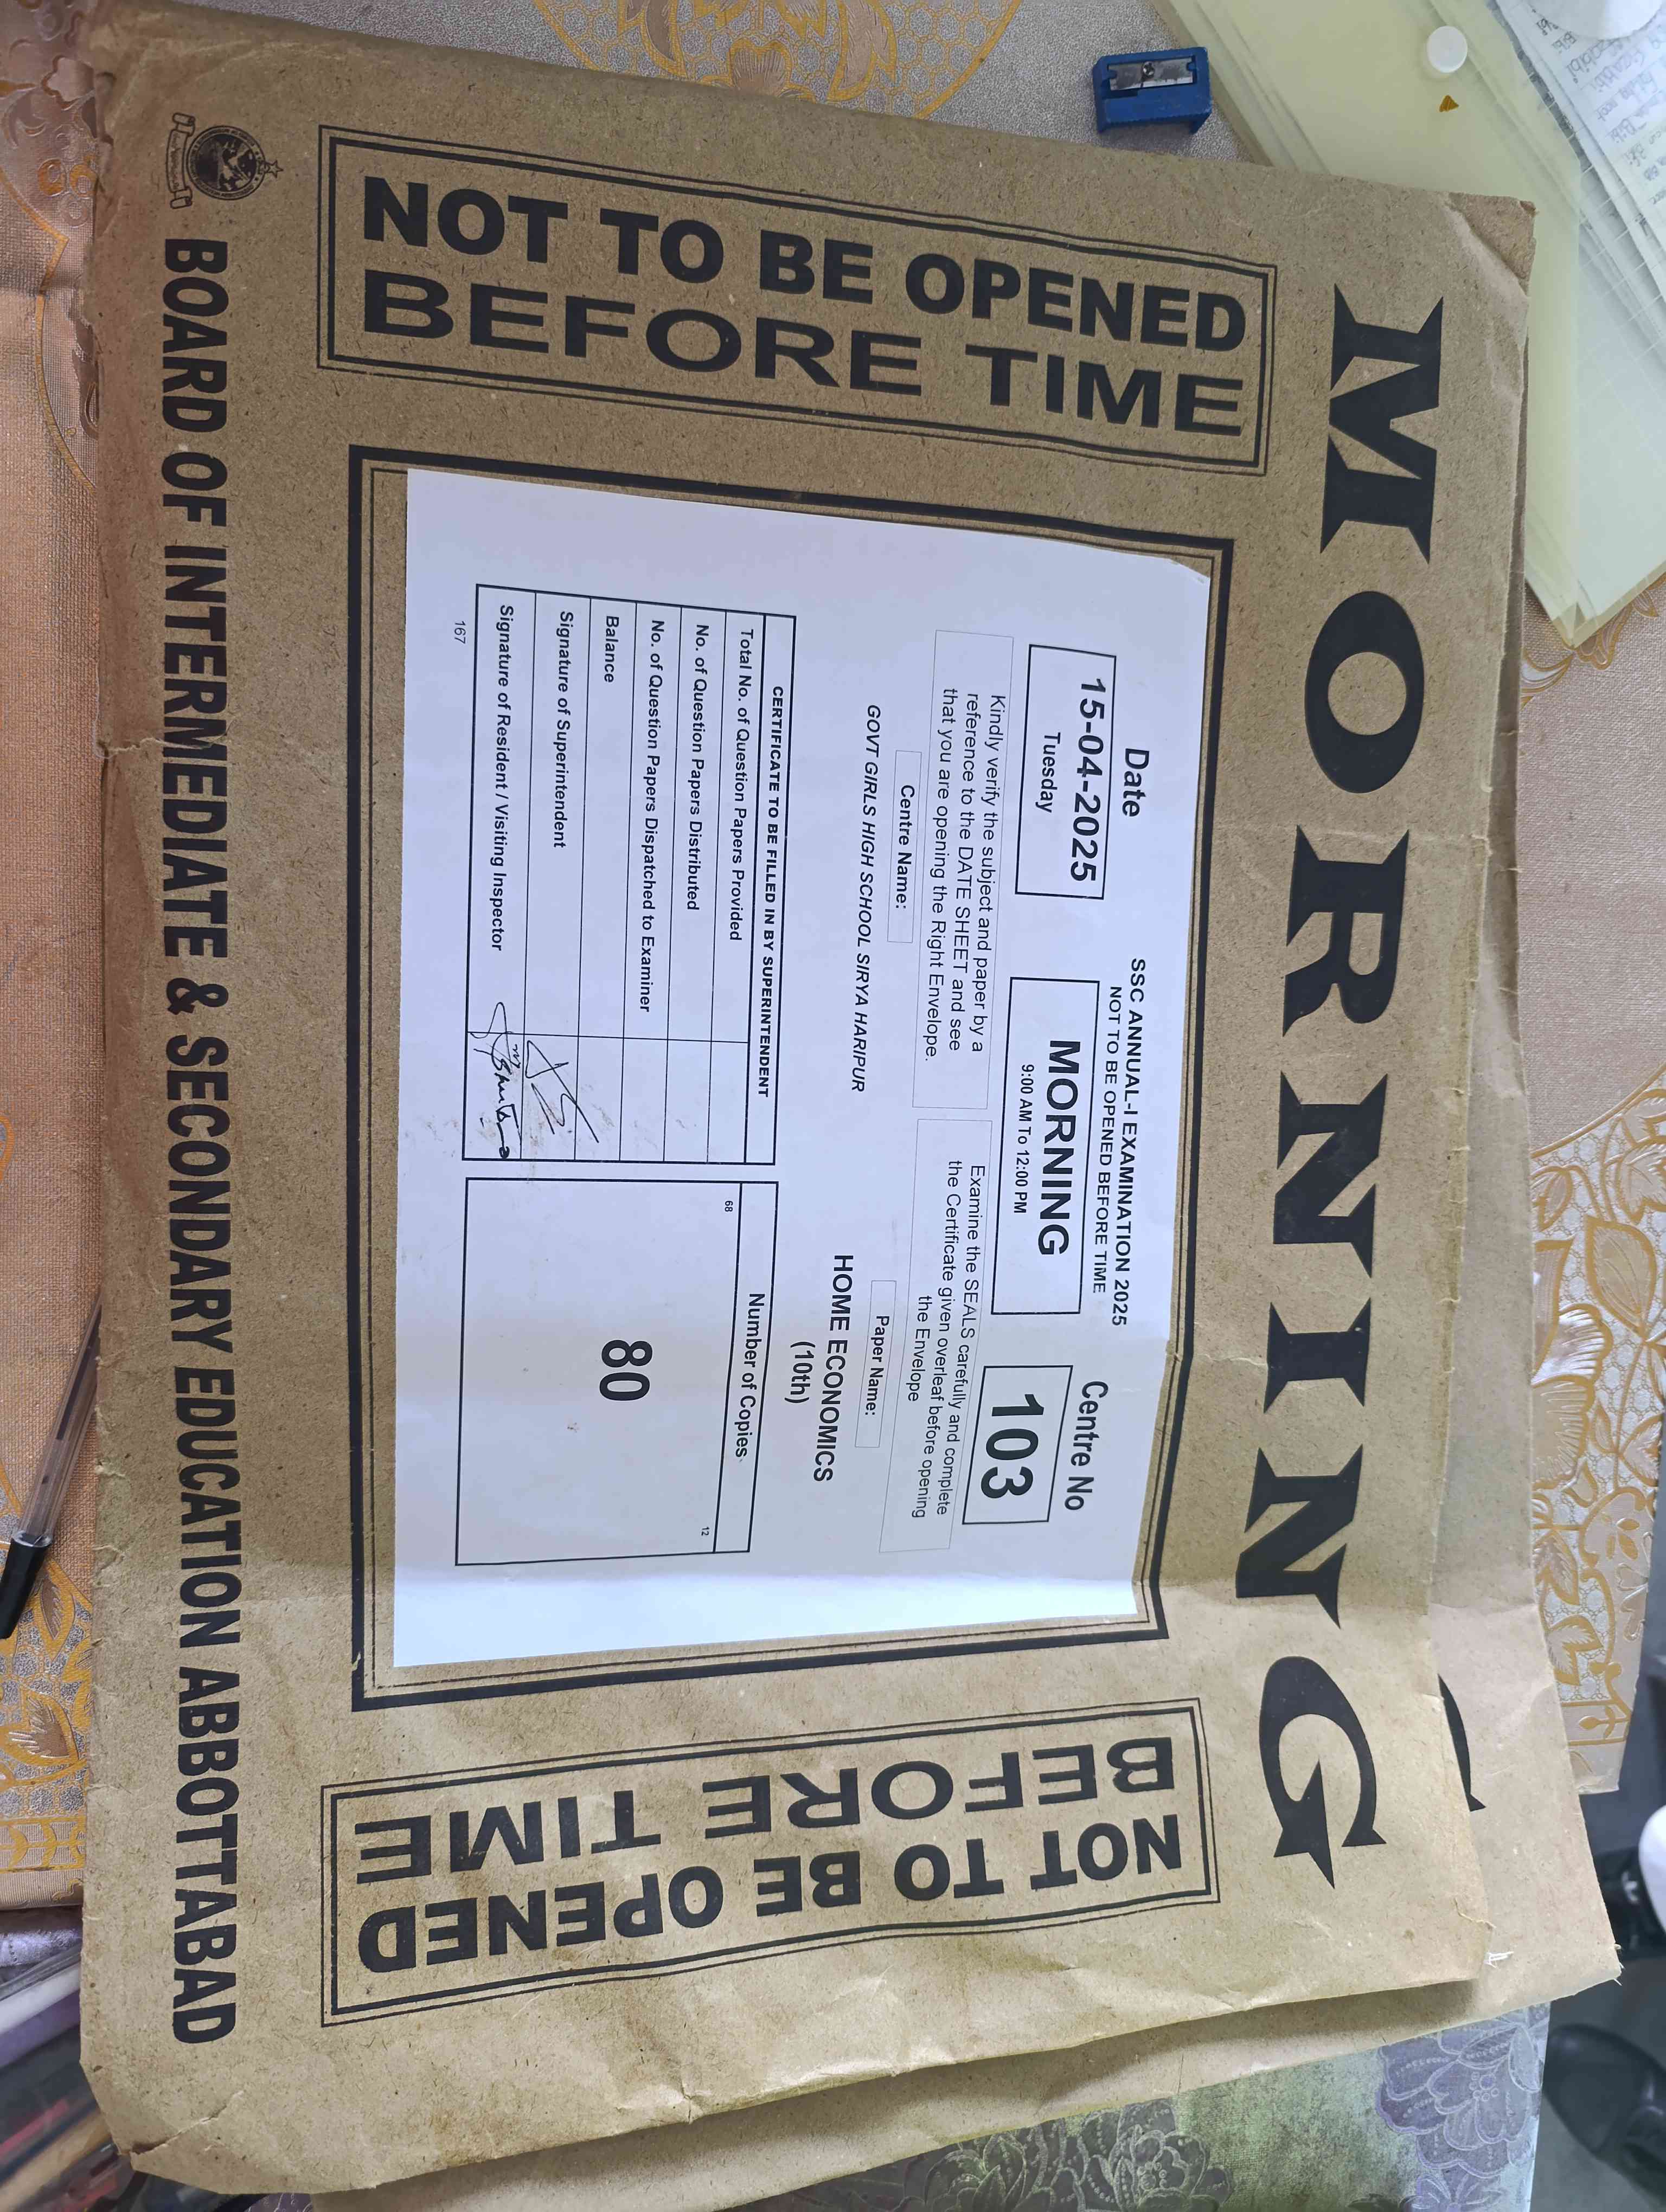 MORNING
NOT TO BE OPENED
BEFORE TIME
SSC ANNUAL-I EXAMINATION 2025
NOT TO BE OPENED BEFORE TIME
Date
15-04-2025
Tuesday
MORNING
9:00 AM To 12:00 PM
Centre No
103
Kindly verify the subject and paper by a
reference to the DATE SHEET and see
that you are opening the Right Envelope.
Examine the SEALS carefully and complete
the Certificate given overleaf before opening
the Envelope
Centre Name:
GOVT GIRLS HIGH SCHOOL SIRYA HARIPUR
Paper Name:
HOME ECONOMICS
(10th)
CERTIFICATE TO BE FILLED IN BY SUPERINTENDENT
Total No. of Question Papers Provided
No. of Question Papers Distributed
No. of Question Papers Dispatched to Examiner
Balance
Signature of Superintendent
Signature of Resident / Visiting Inspector
167
Number of Copies
68
12
80
NOT TO BE OPENED
BEFORE TIME
BOARD OF INTERMEDIATE & SECONDARY EDUCATION ABBOTTABAD